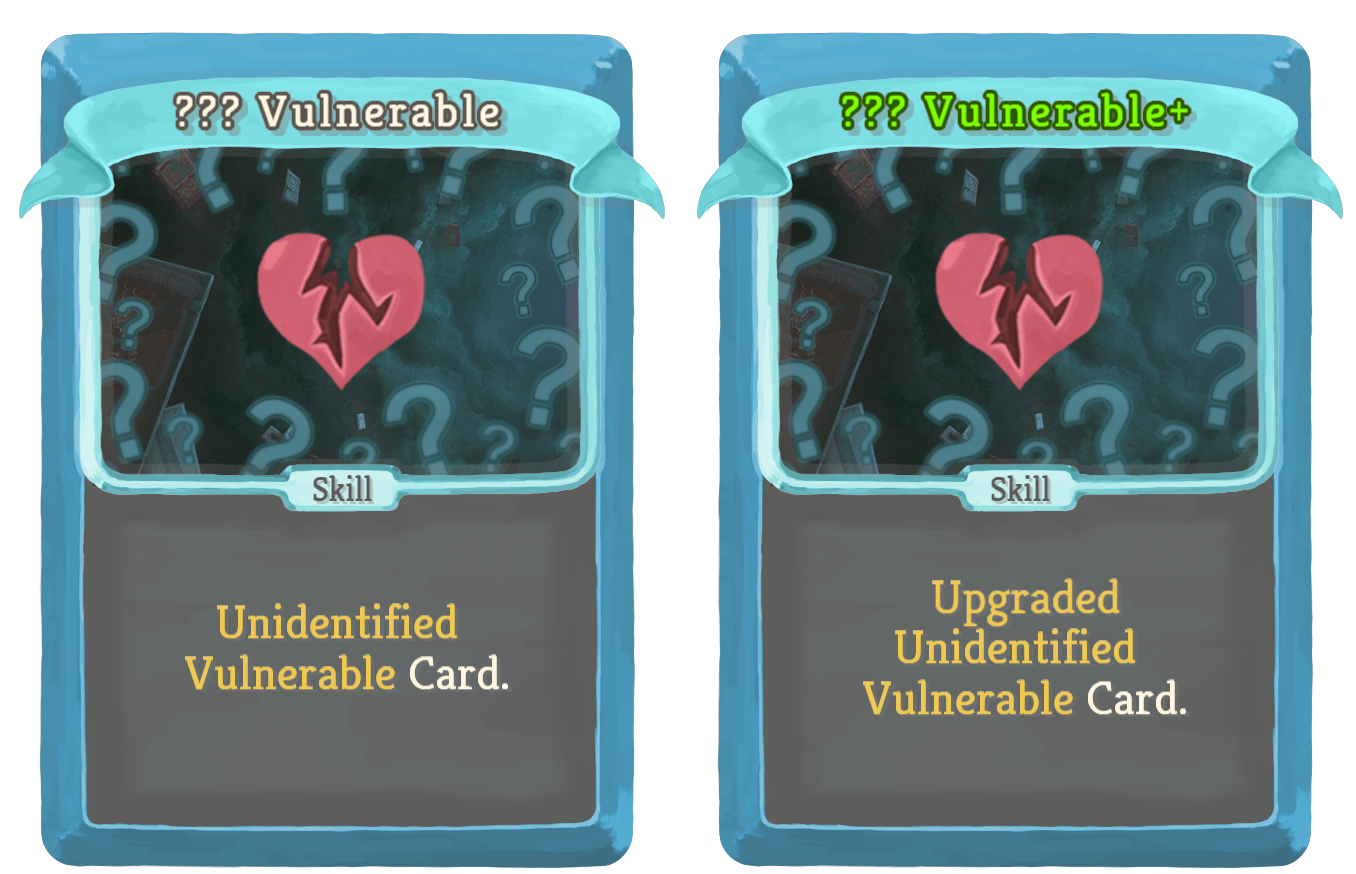 ??? Vulnerable
Skill
Unidentified
Vulnerable Card.
??? Vulnerable+
Skill
Upgraded
Unidentified
Vulnerable Card.